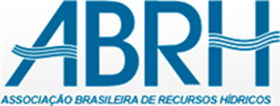 ABRH
ASSOCIAÇÃO BRASILEIRA DE RECURSOS HÍDRICOS